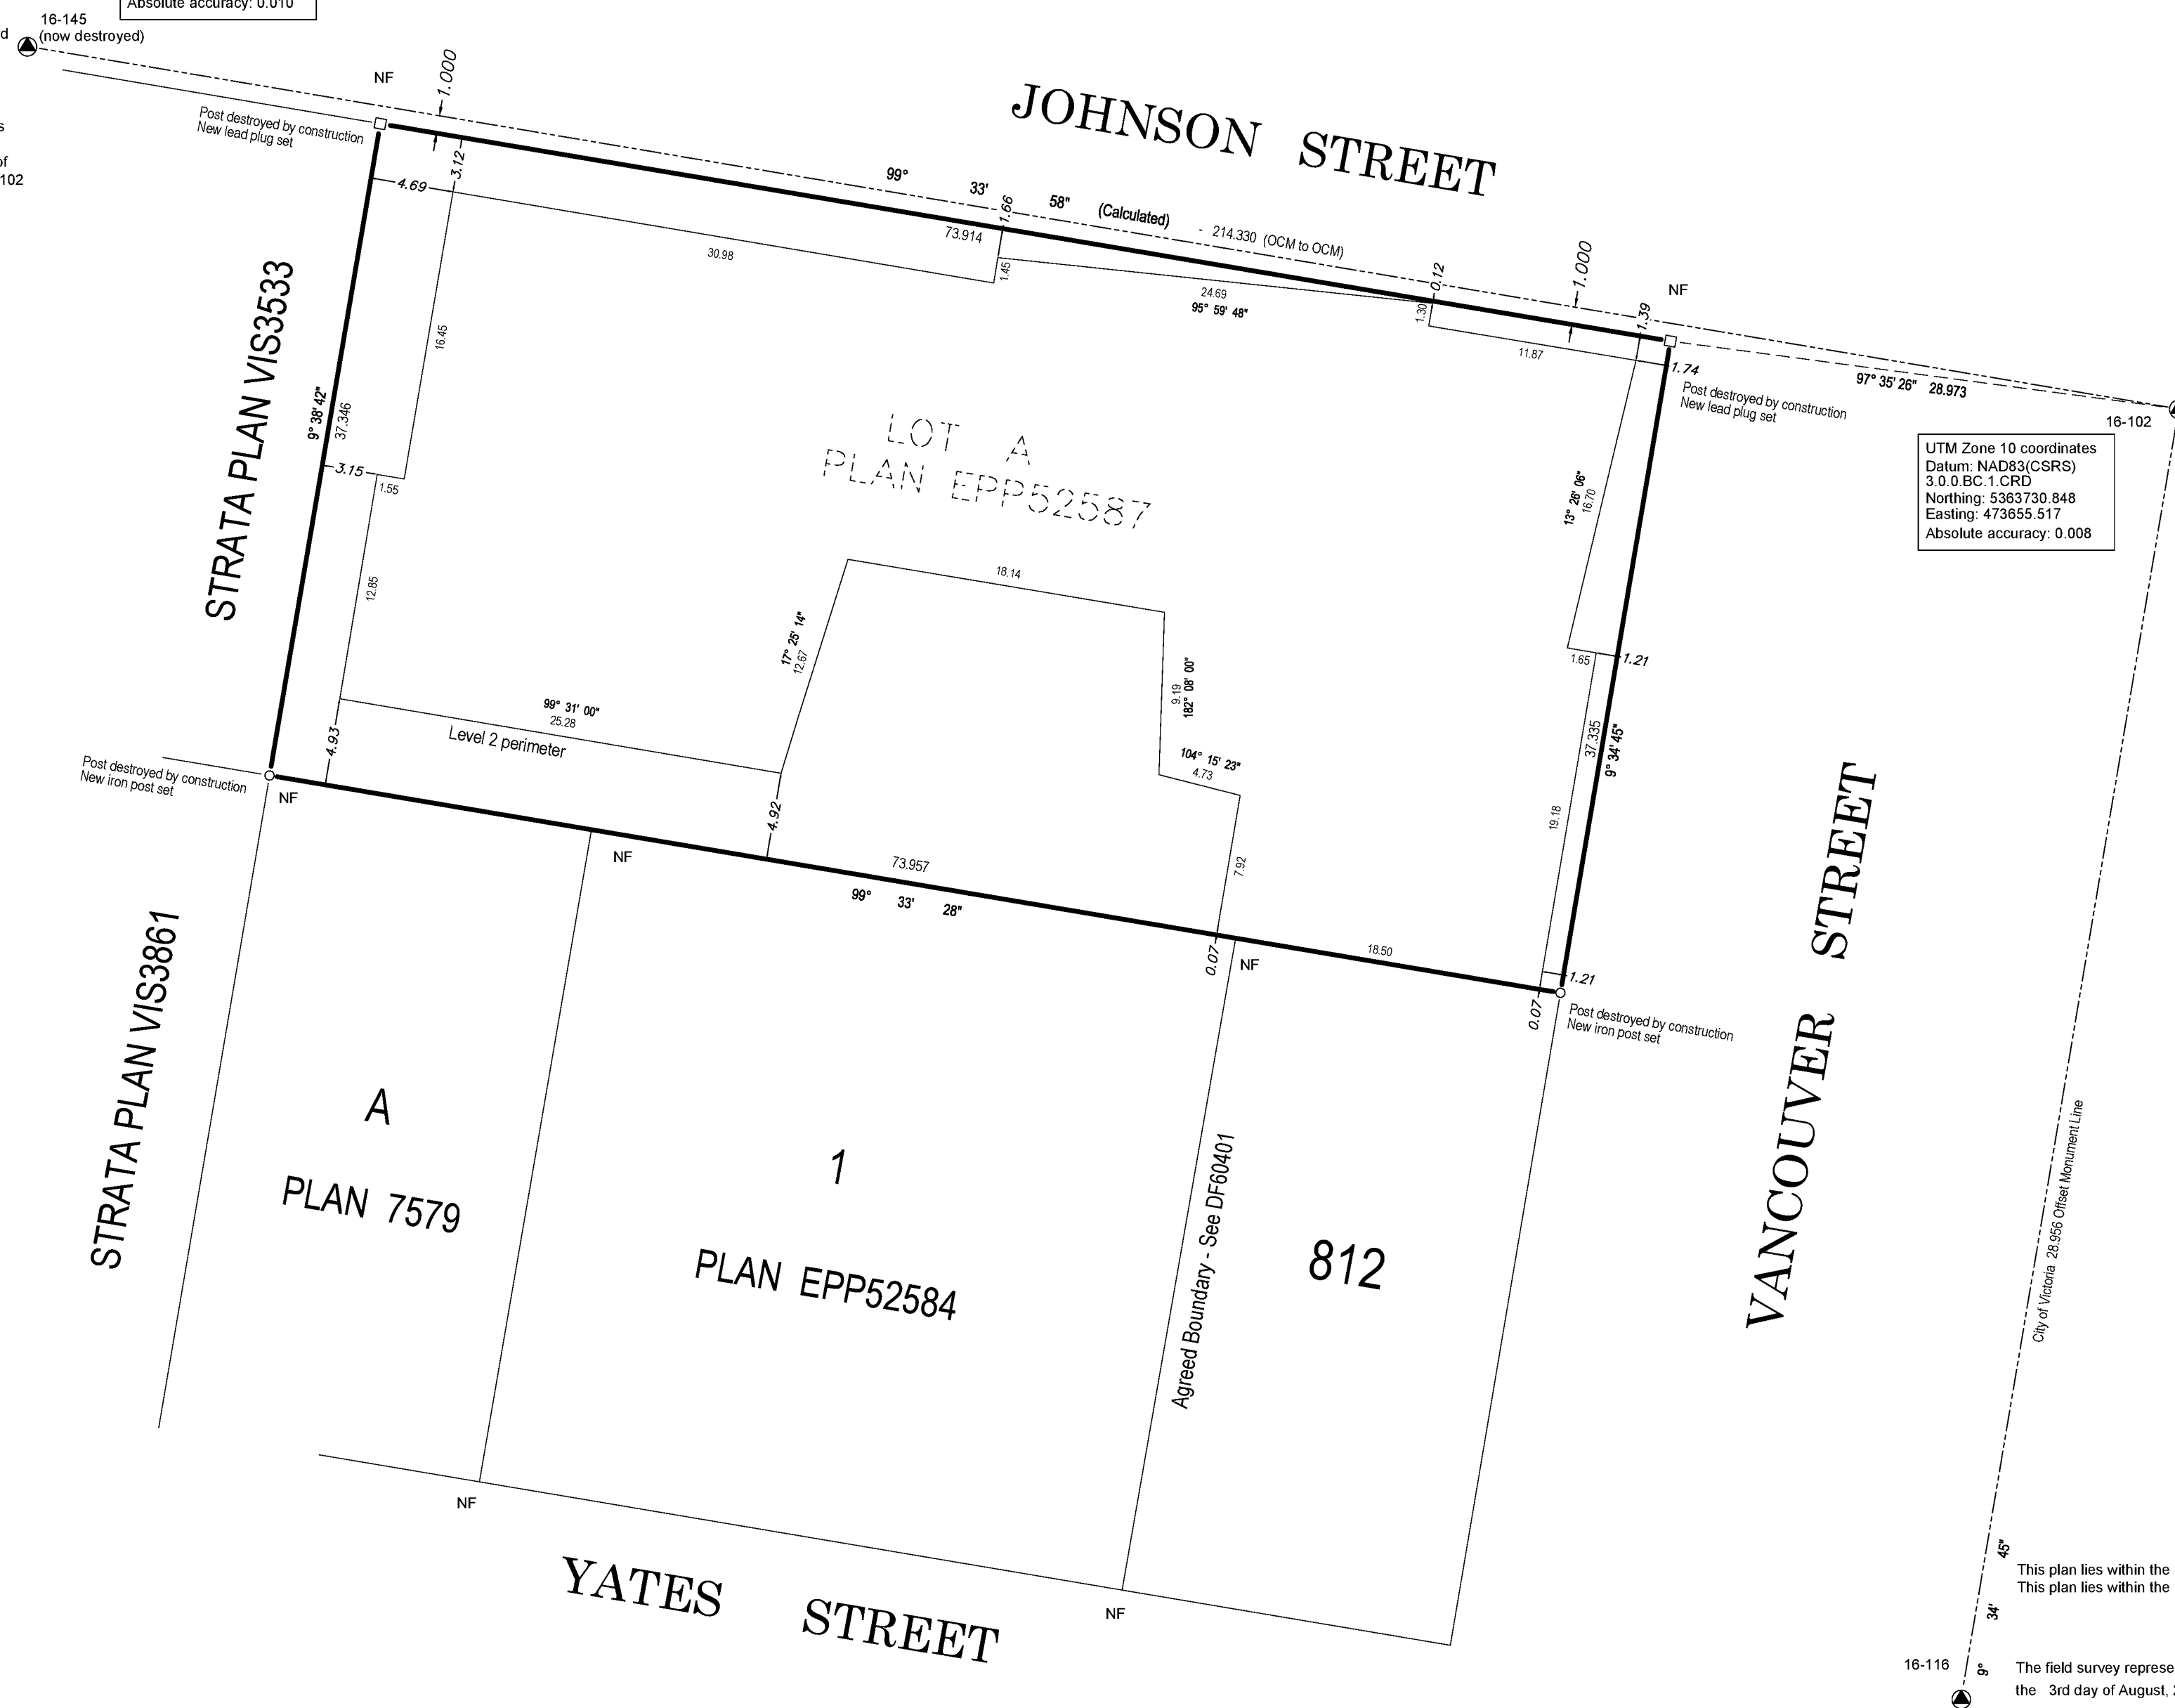 Absolute accuracy: 0.010
16-145
(now destroyed)
d
s
of
102
NF
1.000
Post destroyed by construction
New lead plug set
JOHNSON STREET
99° 33' 58" (Calculated) - 214.330 (OCM to OCM)
3.12
4.69
1.66
73.914
30.98
1.45
24.69
95° 59' 48"
0.12
1.30
1.000
1.39
NF
11.87
1.74
Post destroyed by construction
New lead plug set
97° 35' 26" 28.973
16-102
UTM Zone 10 coordinates
Datum: NAD83(CSRS)
3.0.0.BC.1.CRD
Northing: 5363730.848
Easting: 473655.517
Absolute accuracy: 0.008
STRATA PLAN VIS3533
9° 38' 42"
37.346
16.45
3.15
1.55
12.85
LOT A
PLAN EPP52587
13° 26' 06"
16.70
18.14
17° 25' 14"
12.67
9.19
182° 08' 00"
1.65
1.21
104° 15' 23"
4.73
99° 31' 00"
25.28
Level 2 perimeter
4.93
4.92
37.335
9° 34' 45"
19.18
7.92
Post destroyed by construction
New iron post set
NF
NF
73.957
99° 33' 28"
0.07
NF
18.50
1.21
0.07
Post destroyed by construction
New iron post set
STRATA PLAN VIS3861
A
PLAN 7579
1
PLAN EPP52584
Agreed Boundary - See DF60401
812
VANCOUVER STREET
City of Victoria 28.956 Offset Monument Line
NF
YATES STREET
NF
9° 34' 45"
This plan lies within the
This plan lies within the
16-116
The field survey represe
the 3rd day of August,